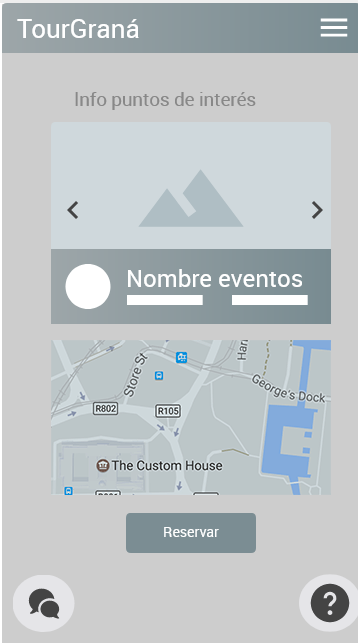 TourGraná
Info puntos de interés
Nombre eventos
Store St
George's Dock
R802
R105
The Custom House
Reservar
?